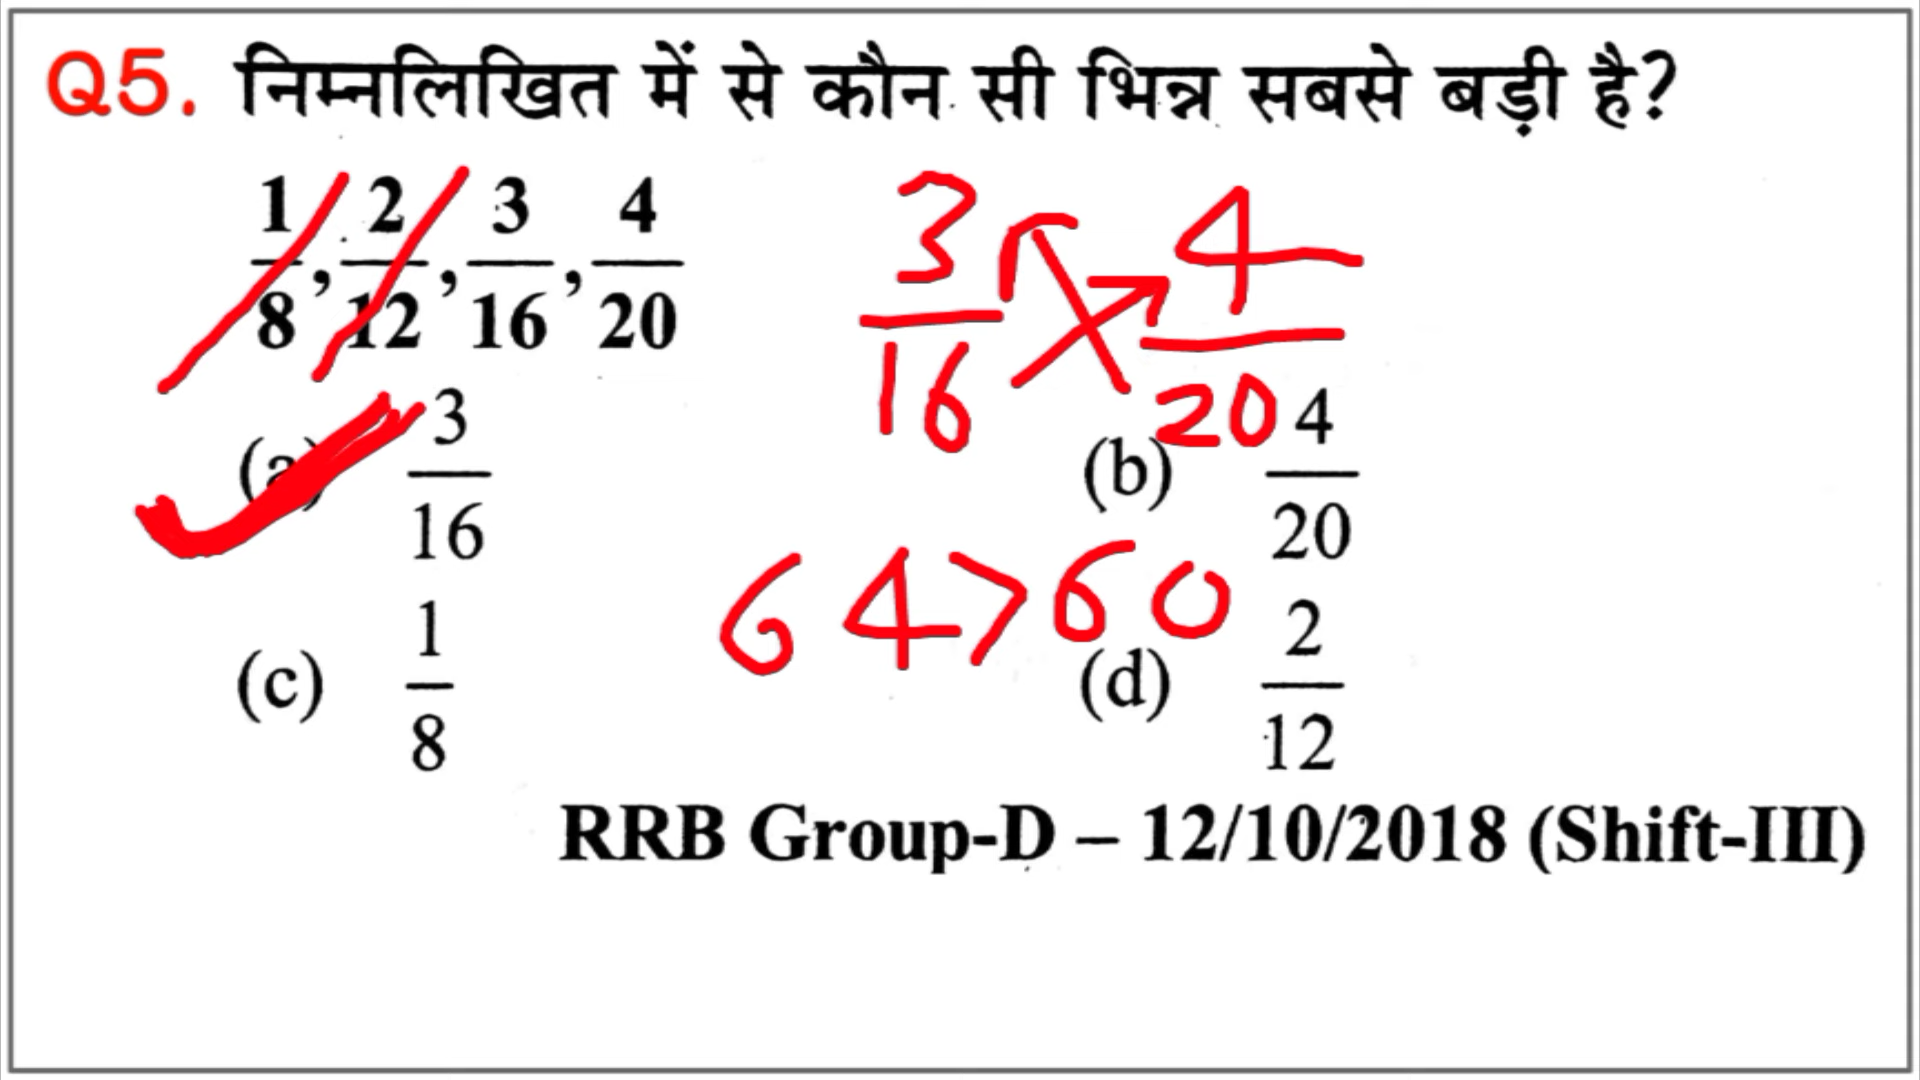 Q5. निम्नलिखित में से कौन सी भिन्न सबसे बड़ी है?
1/8, 2/12, 3/16, 4/20
3/16 4/20
(a) 3/16 (b) 4/20
64>60
(c) 1/8 (d) 2/12
RRB Group-D – 12/10/2018 (Shift-III)